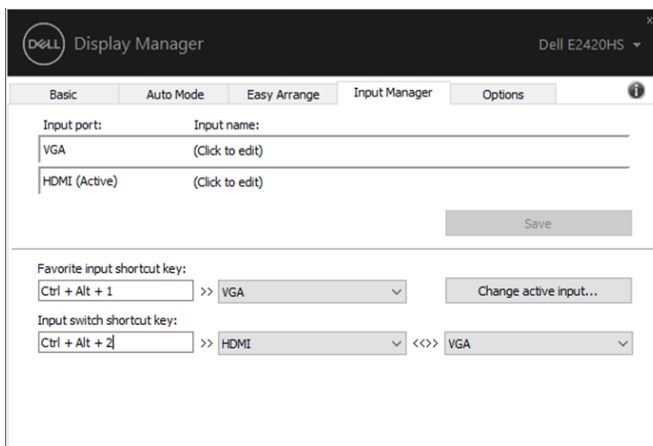 DELL Display Manager Dell E2420HS
Basic Auto Mode Easy Arrange Input Manager Options
Input port: Input name:
VGA (Click to edit)
HDMI (Active) (Click to edit)
Save
Favorite input shortcut key:
Ctrl + Alt + 1 >> VGA Change active input...
Input switch shortcut key:
Ctrl + Alt + 2 >> HDMI <<>> VGA